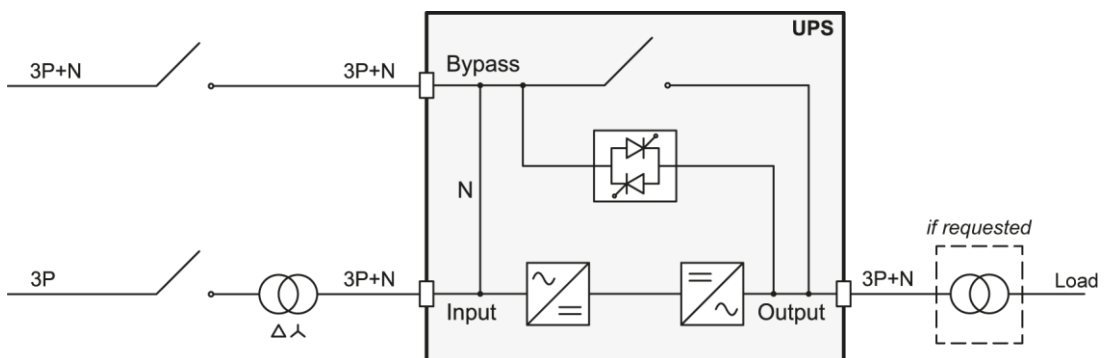 UPS
3P+N
3P+N
Bypass
N
if requested
3P
3P+N
Input
Output
3P+N
Load